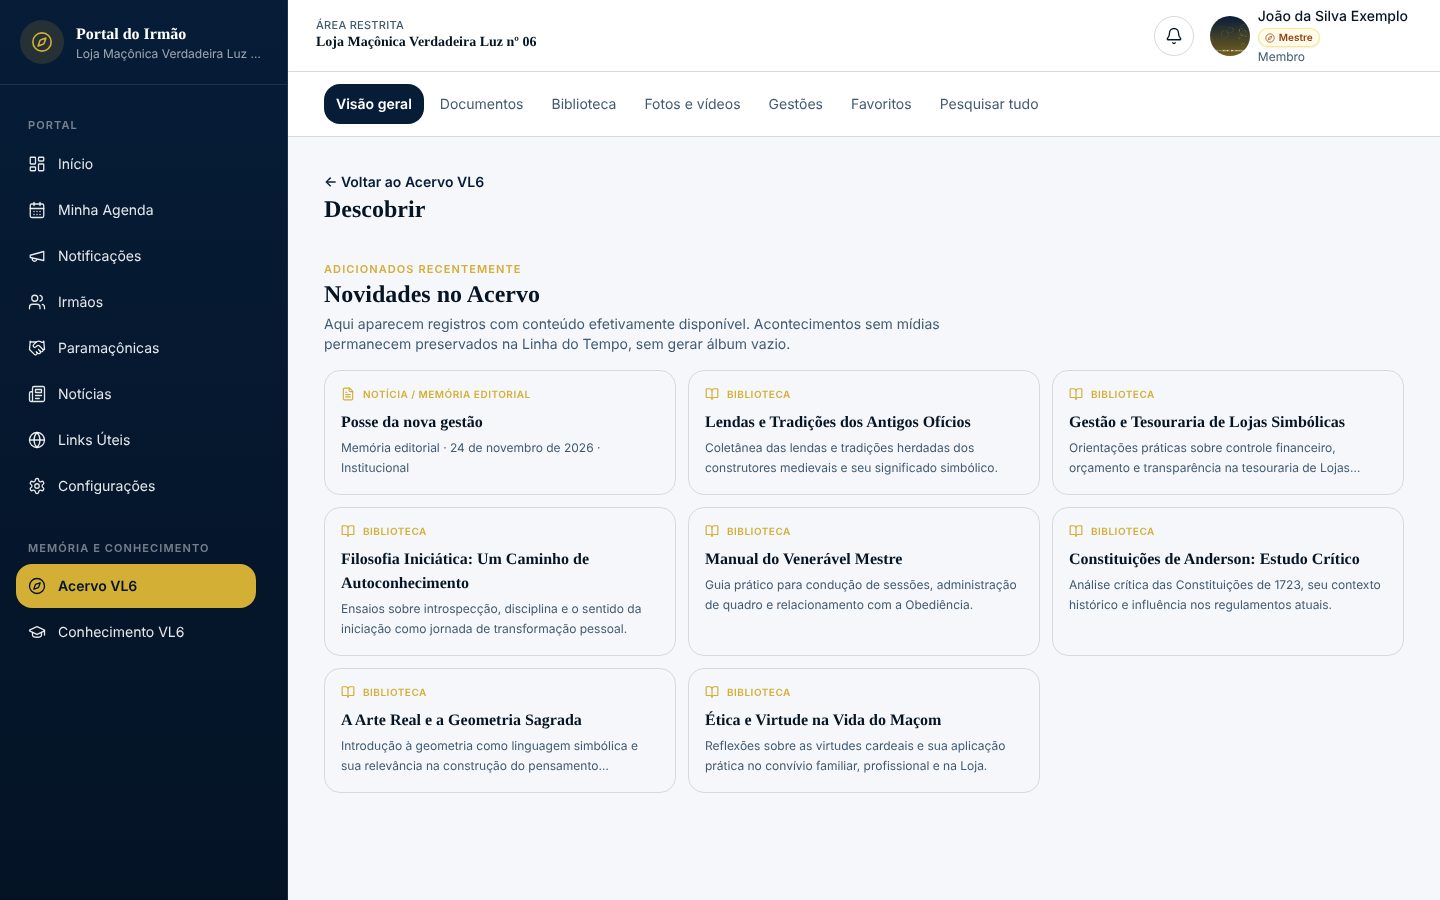 Portal do Irmão
Loja Maçônica Verdadeira Luz ...
PORTAL
Início
Minha Agenda
Notificações
Irmãos
Paramaçônicas
Notícias
Links Úteis
Configurações
MEMÓRIA E CONHECIMENTO
Acervo VL6
Conhecimento VL6
ÁREA RESTRITA
Loja Maçônica Verdadeira Luz nº 06
João da Silva Exemplo
Mestre
Membro
Visão geral
Documentos
Biblioteca
Fotos e vídeos
Gestões
Favoritos
Pesquisar tudo
← Voltar ao Acervo VL6
Descobrir
ADICIONADOS RECENTEMENTE
Novidades no Acervo
Aqui aparecem registros com conteúdo efetivamente disponível. Acontecimentos sem mídias
permanecem preservados na Linha do Tempo, sem gerar álbum vazio.
NOTÍCIA / MEMÓRIA EDITORIAL
Posse da nova gestão
Memória editorial · 24 de novembro de 2026 ·
Institucional
BIBLIOTECA
Lendas e Tradições dos Antigos Ofícios
Coletânea das lendas e tradições herdadas dos
construtores medievais e seu significado simbólico.
BIBLIOTECA
Gestão e Tesouraria de Lojas Simbólicas
Orientações práticas sobre controle financeiro,
orçamento e transparência na tesouraria de Lojas...
BIBLIOTECA
Filosofia Iniciática: Um Caminho de
Autoconhecimento
Ensaios sobre introspecção, disciplina e o sentido da
iniciação como jornada de transformação pessoal.
BIBLIOTECA
Manual do Venerável Mestre
Guia prático para condução de sessões, administração
de quadro e relacionamento com a Obediência.
BIBLIOTECA
Constituições de Anderson: Estudo Crítico
Análise crítica das Constituições de 1723, seu contexto
histórico e influência nos regulamentos atuais.
BIBLIOTECA
A Arte Real e a Geometria Sagrada
Introdução à geometria como linguagem simbólica e
sua relevância na construção do pensamento...
BIBLIOTECA
Ética e Virtude na Vida do Maçom
Reflexões sobre as virtudes cardeais e sua aplicação
prática no convívio familiar, profissional e na Loja.